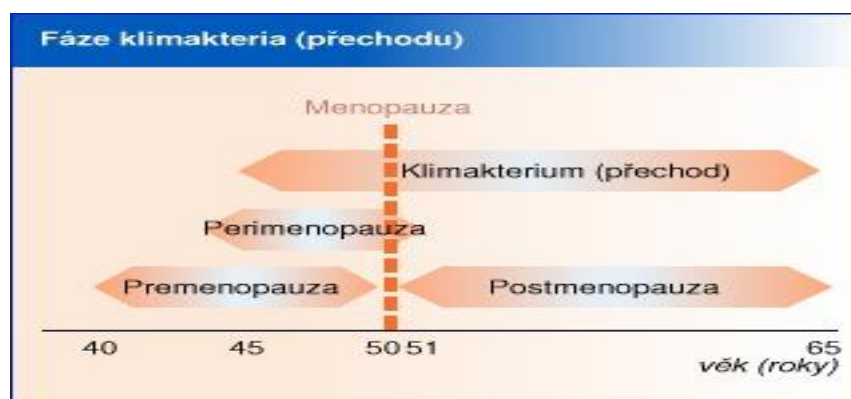 Fáze klimakteria (přechodu)
Menopauza
Klimakterium (přechod)
Perimenopauza
Premenopauza
Postmenopauza
40 45 50 51 65
věk (roky)